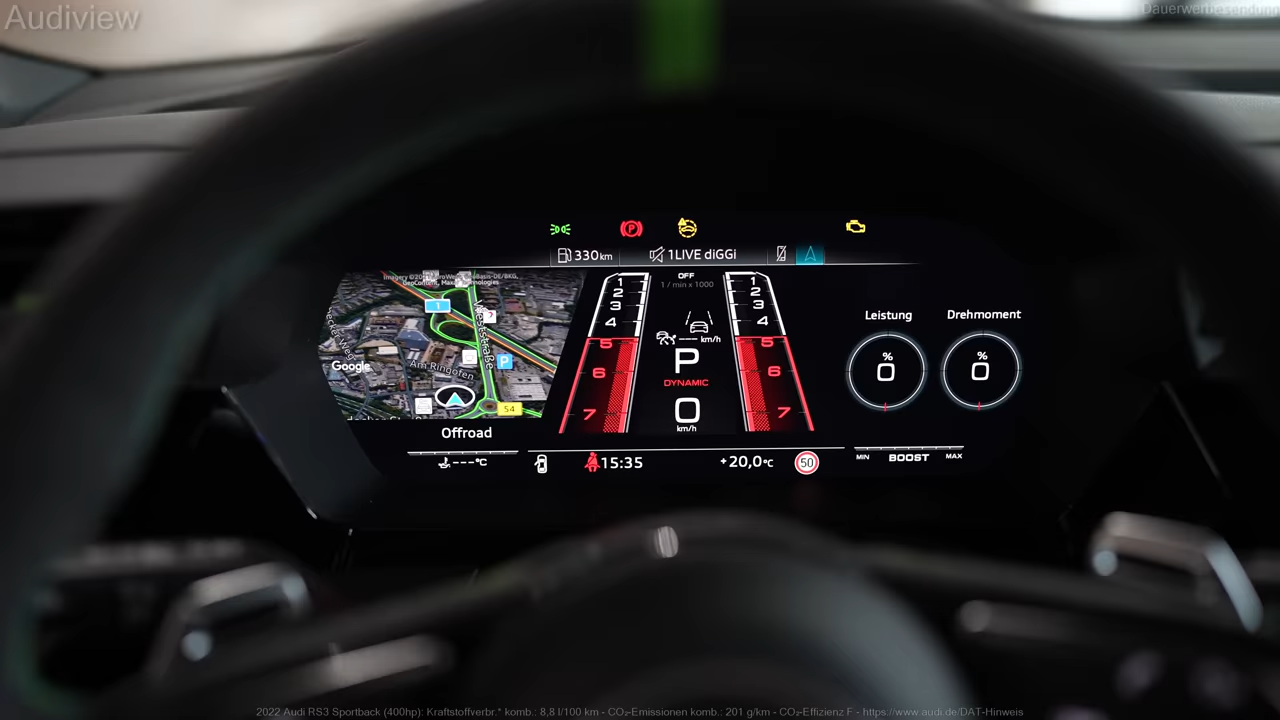 Audiview
Dauerwerbesendung
P
330km
1LIVE diGGi
Google
1
P
Am Ringofen
54
Offroad
---°C
OFF
1 / min x 1000
1
2
3
4
5
6
7
--- km/h
P
DYNAMIC
0
km/h
1
2
3
4
5
6
7
Leistung
Drehmoment
%
0
%
0
15:35
+20,0°C
50
MIN
BOOST
MAX
2022 Audi RS3 Sportback (400hp): Kraftstoffverbr.* komb.: 8,8 l/100 km - CO₂-Emissionen komb.: 201 g/km - CO₂-Effizienz F - https://www.audi.de/DAT-Hinweis